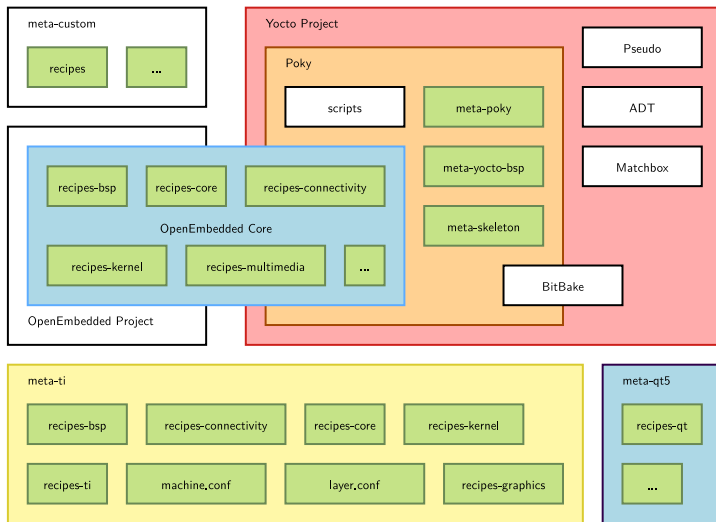 meta-custom
recipes
...
Yocto Project
Poky
scripts
meta-poky
meta-yocto-bsp
meta-skeleton
BitBake
Pseudo
ADT
Matchbox
recipes-bsp
recipes-core
recipes-connectivity
OpenEmbedded Core
recipes-kernel
recipes-multimedia
...
OpenEmbedded Project
meta-ti
recipes-bsp
recipes-connectivity
recipes-core
recipes-kernel
recipes-ti
machine.conf
layer.conf
recipes-graphics
meta-qt5
recipes-qt
...